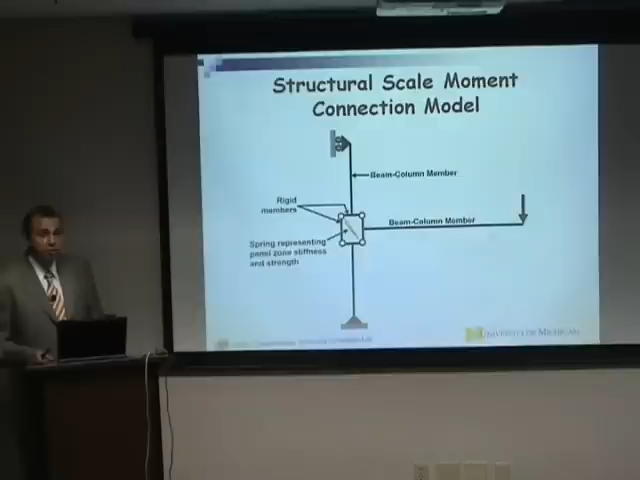 Structural Scale Moment
Connection Model
Beam-Column Member
Rigid
members
Beam-Column Member
Spring representing
panel zone stiffness
and strength
UNIVERSITY OF MICHIGAN